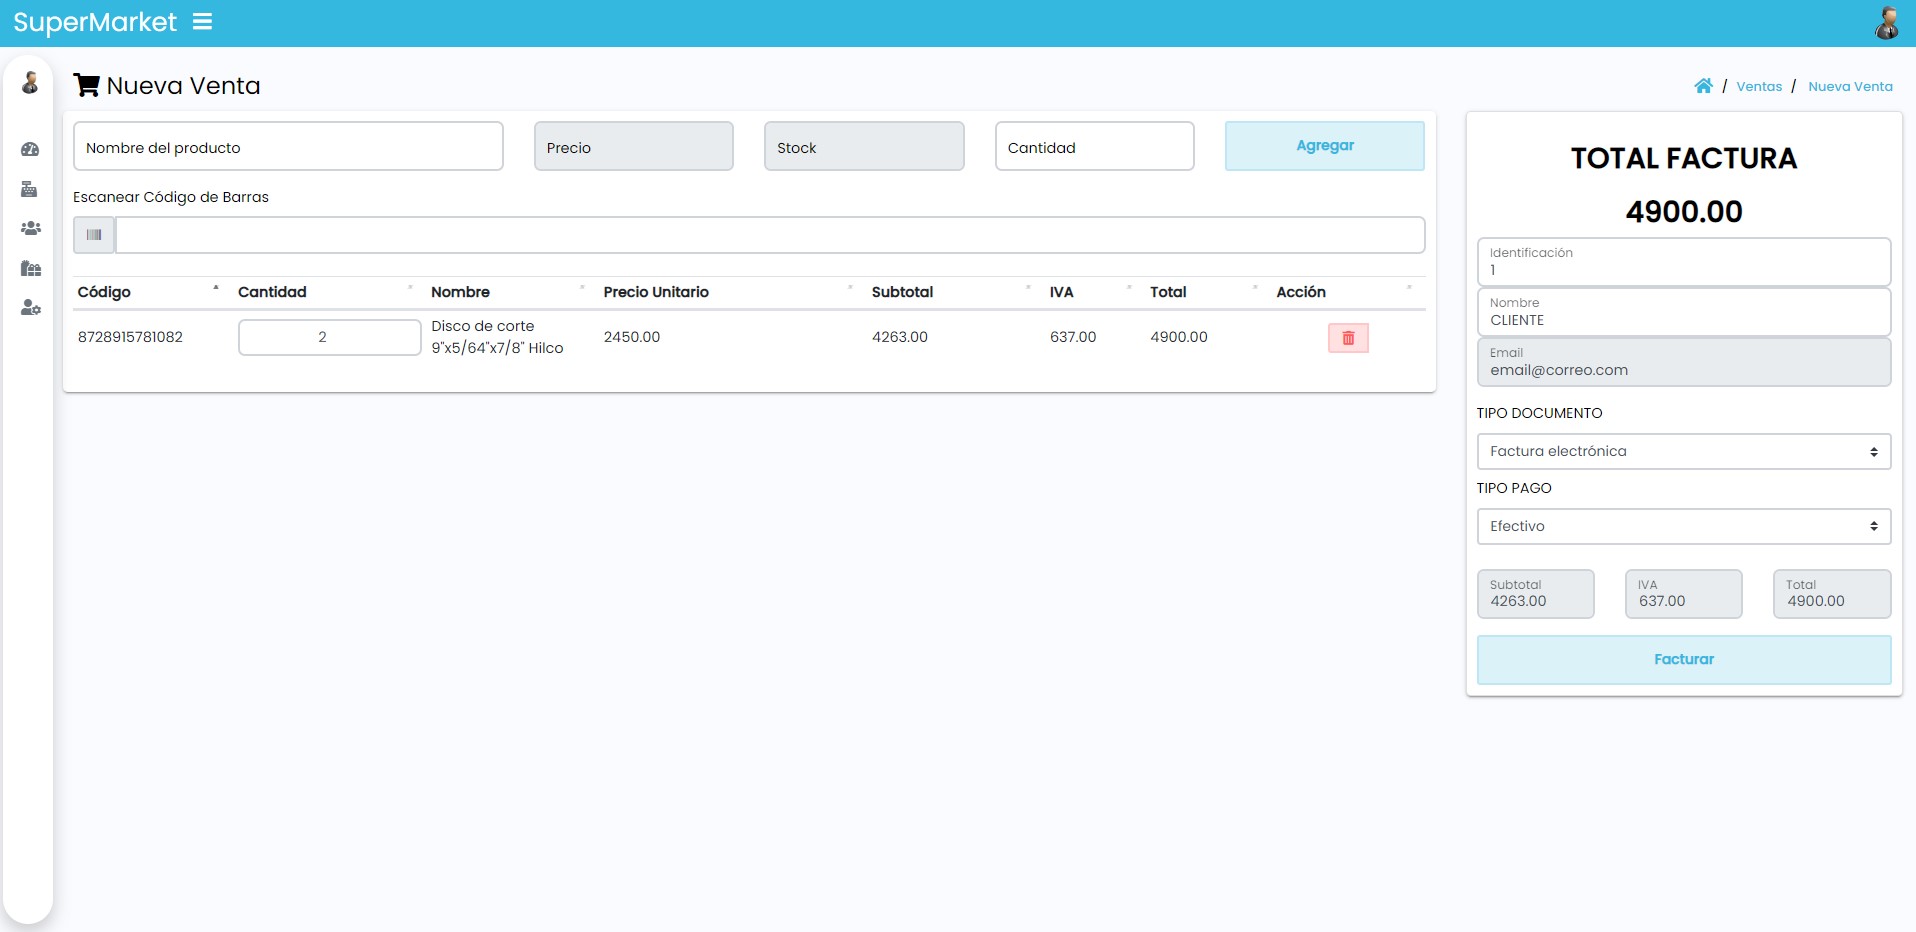 SuperMarket
Nueva Venta
/ Ventas / Nueva Venta
Nombre del producto
Precio
Stock
Cantidad
Agregar
Escanear Código de Barras
Código Cantidad Nombre Precio Unitario Subtotal IVA Total Acción
8728915781082 2 Disco de corte 2450.00 4263.00 637.00 4900.00
9"x5/64"x7/8" Hilco
TOTAL FACTURA
4900.00
Identificación
1
Nombre
CLIENTE
Email
email@correo.com
TIPO DOCUMENTO
Factura electrónica
TIPO PAGO
Efectivo
Subtotal IVA Total
4263.00 637.00 4900.00
Facturar